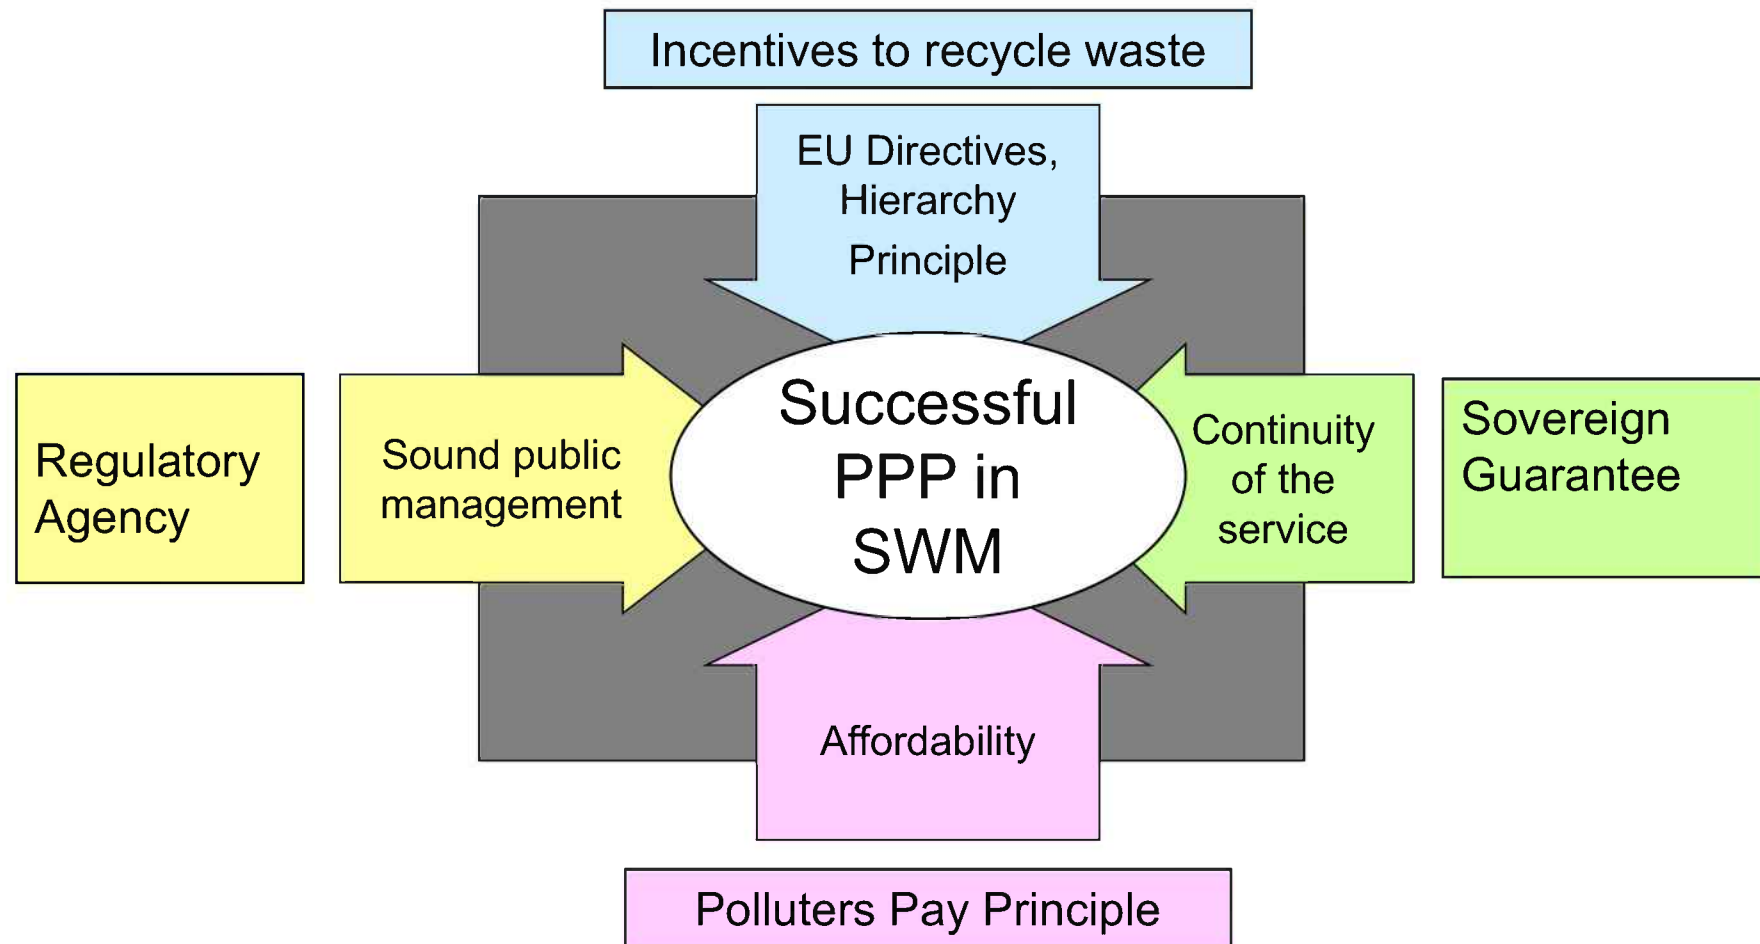 Incentives to recycle waste
EU Directives,
Hierarchy
Principle
Regulatory
Agency
Sound public
management
Successful
PPP in
SWM
Continuity
of the
service
Sovereign
Guarantee
Affordability
Polluters Pay Principle